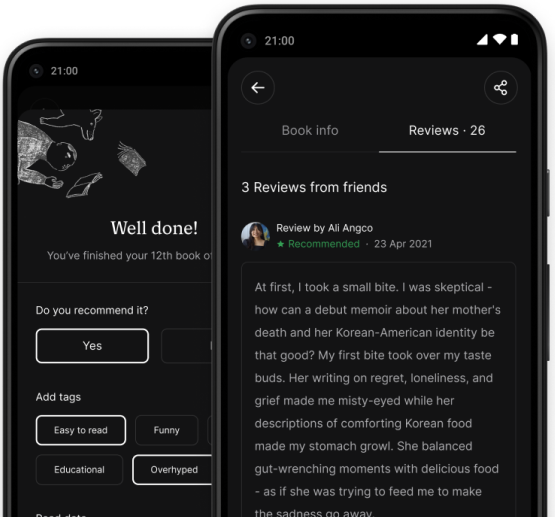 21:00
Well done!
You've finished your 12th book of
Do you recommend it?
Yes
Add tags
Easy to read
Funny
Educational
Overhyped
21:00
Book info
Reviews · 26
3 Reviews from friends
Review by Ali Angco
★ Recommended · 23 Apr 2021
At first, I took a small bite. I was skeptical -
how can a debut memoir about her mother's
death and her Korean-American identity be
that good? My first bite took over my taste
buds. Her writing on regret, loneliness, and
grief made me misty-eyed while her
descriptions of comforting Korean food
made my stomach growl. She balanced
gut-wrenching moments with delicious food
- as if she was trying to feed me to make
the sadness go away.